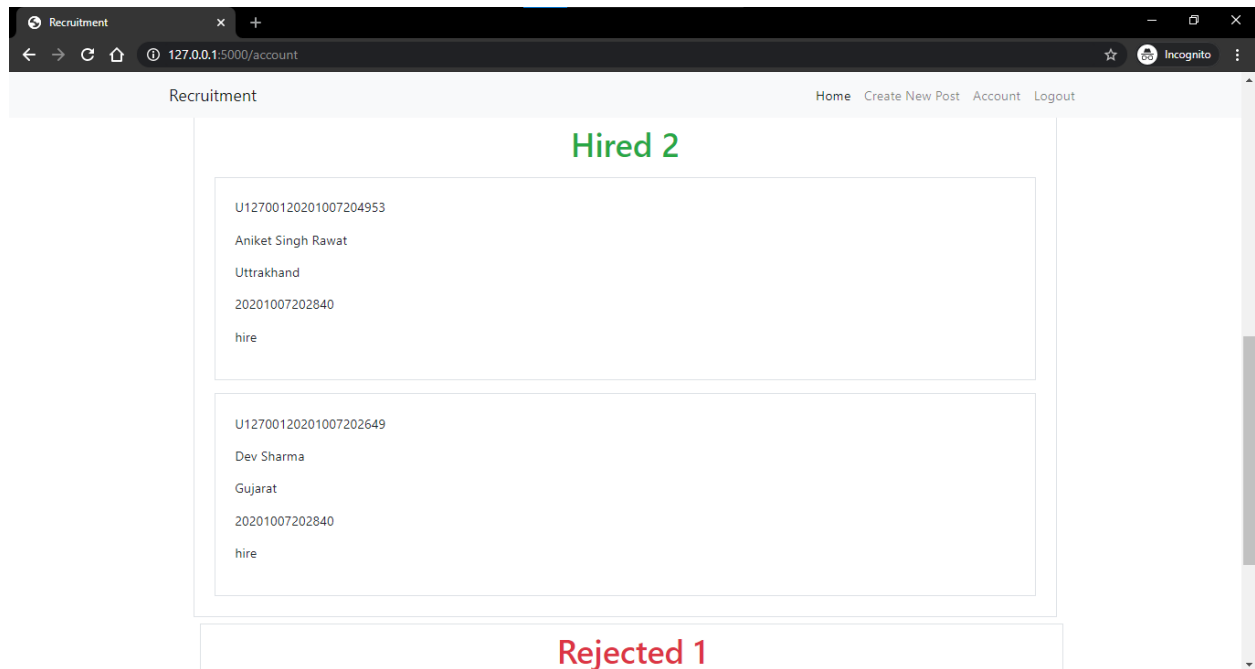 Recruitment
127.0.0.1:5000/account
Incognito
Recruitment
Home Create New Post Account Logout
Hired 2
U12700120201007204953
Aniket Singh Rawat
Uttrakhand
20201007202840
hire
U12700120201007202649
Dev Sharma
Gujarat
20201007202840
hire
Rejected 1